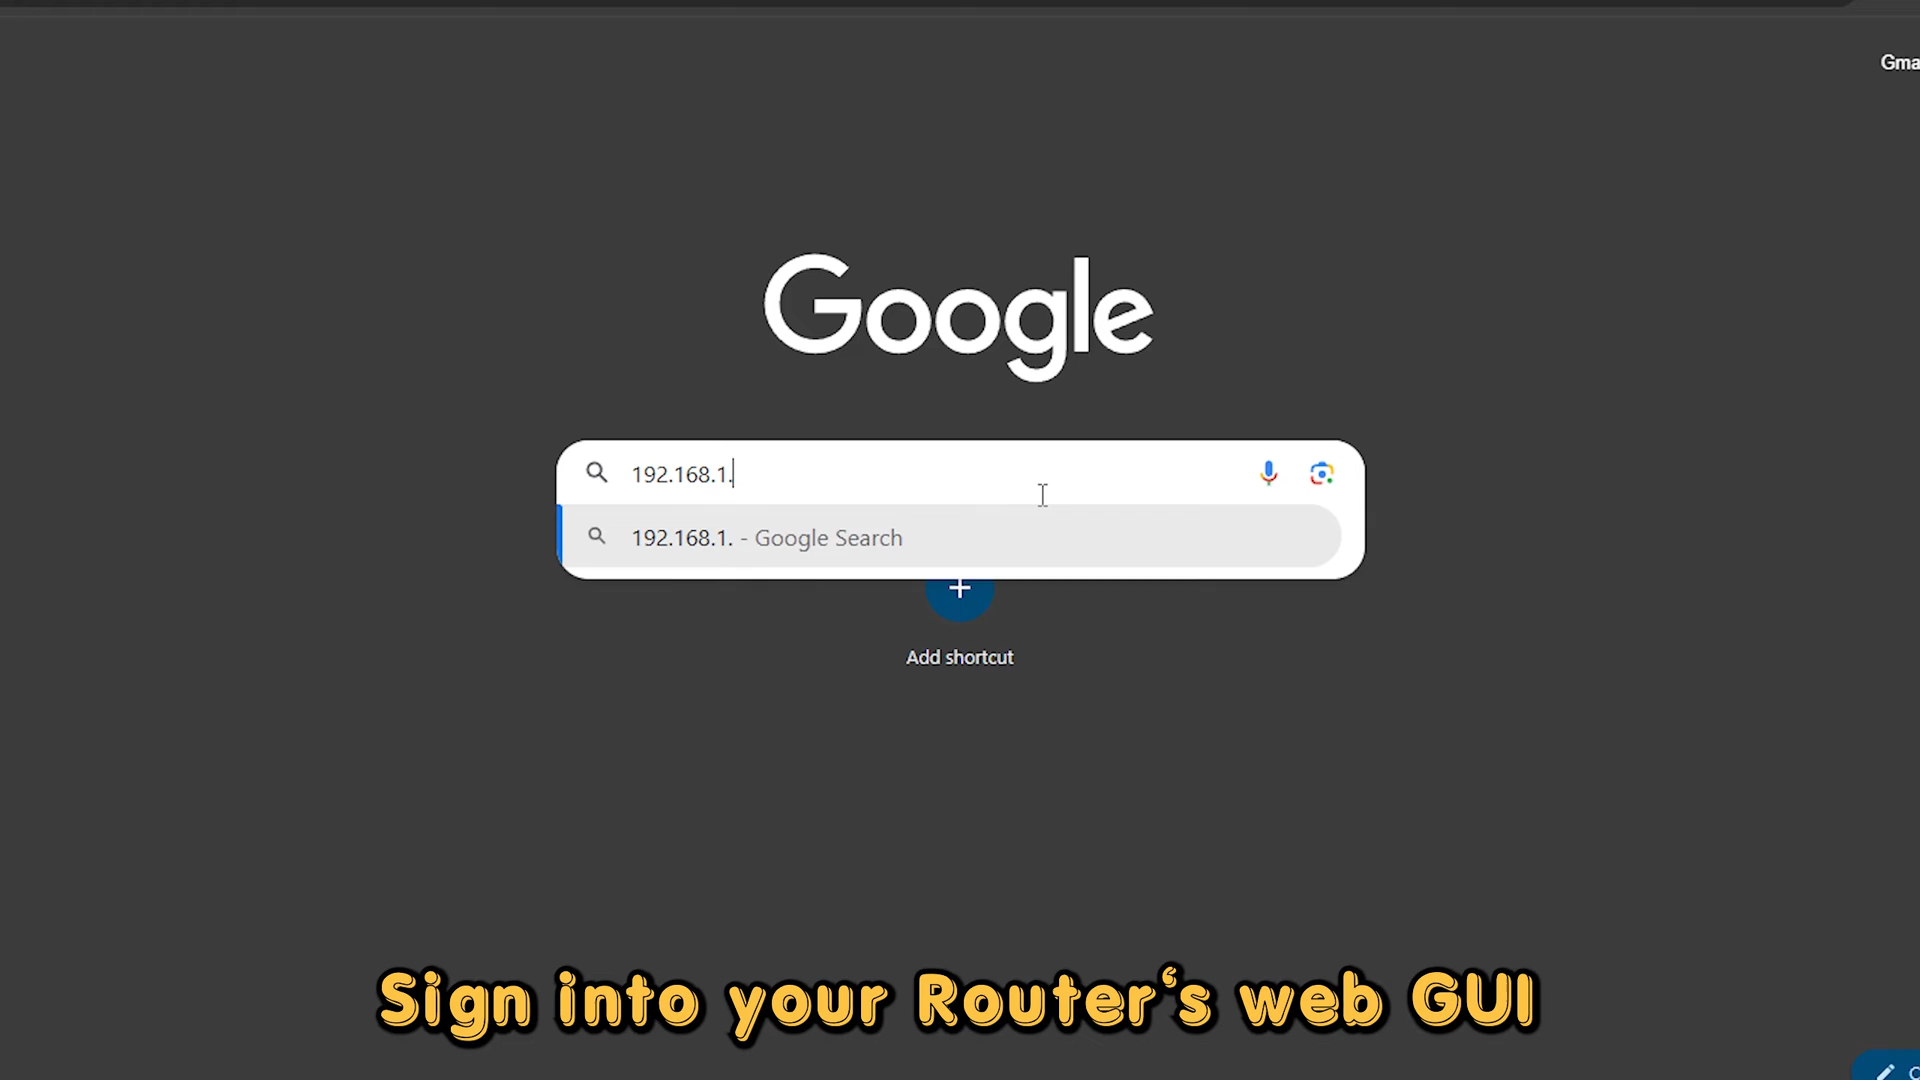 Gma
Google
192.168.1.
192.168.1. - Google Search
Add shortcut
Sign into your Router's web GUI